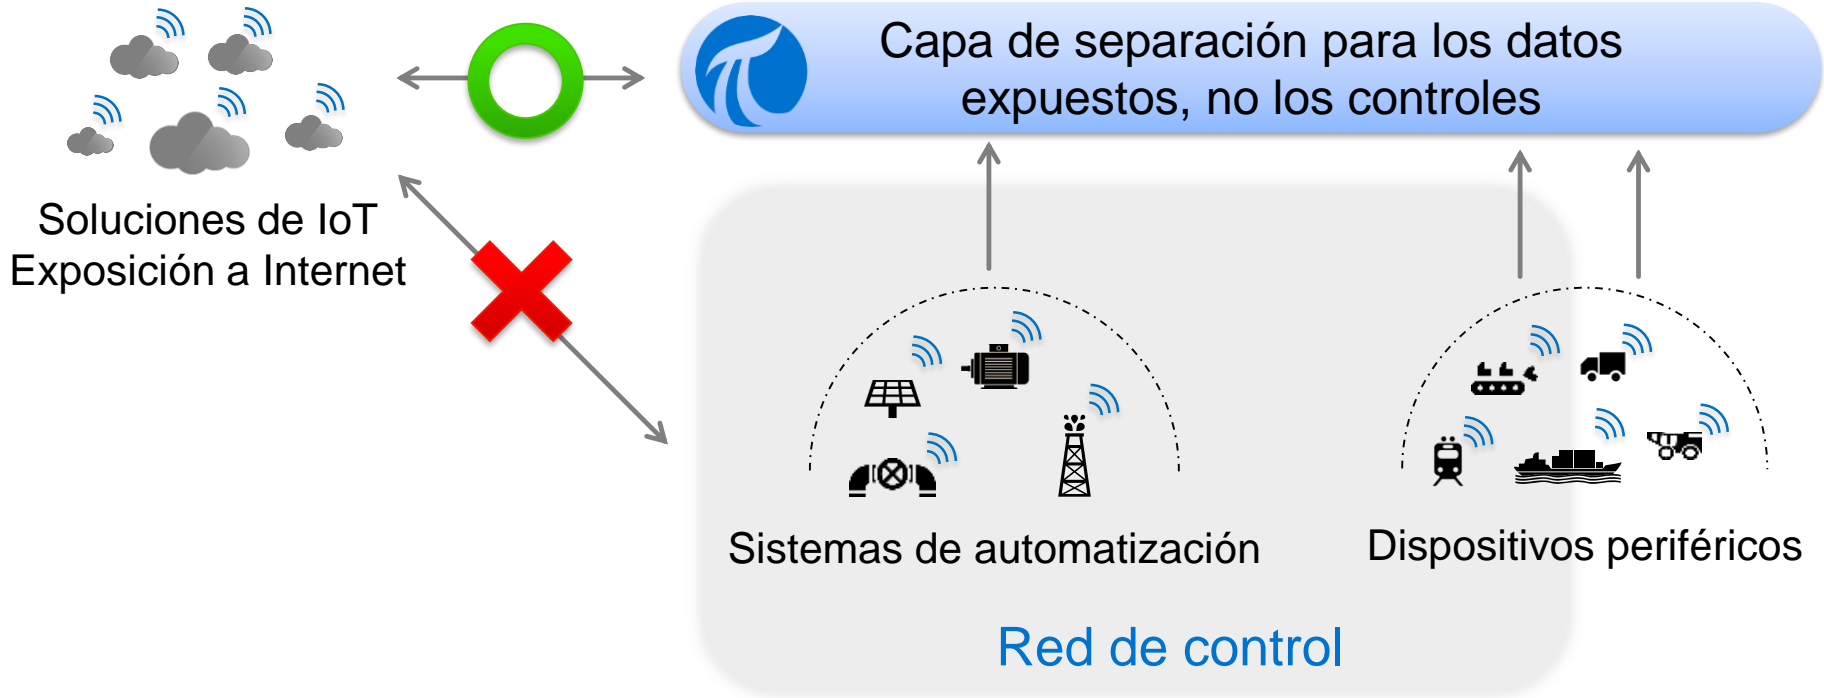 Capa de separación para los datos
expuestos, no los controles
Soluciones de IoT
Exposición a Internet
Sistemas de automatización
Dispositivos periféricos
Red de control